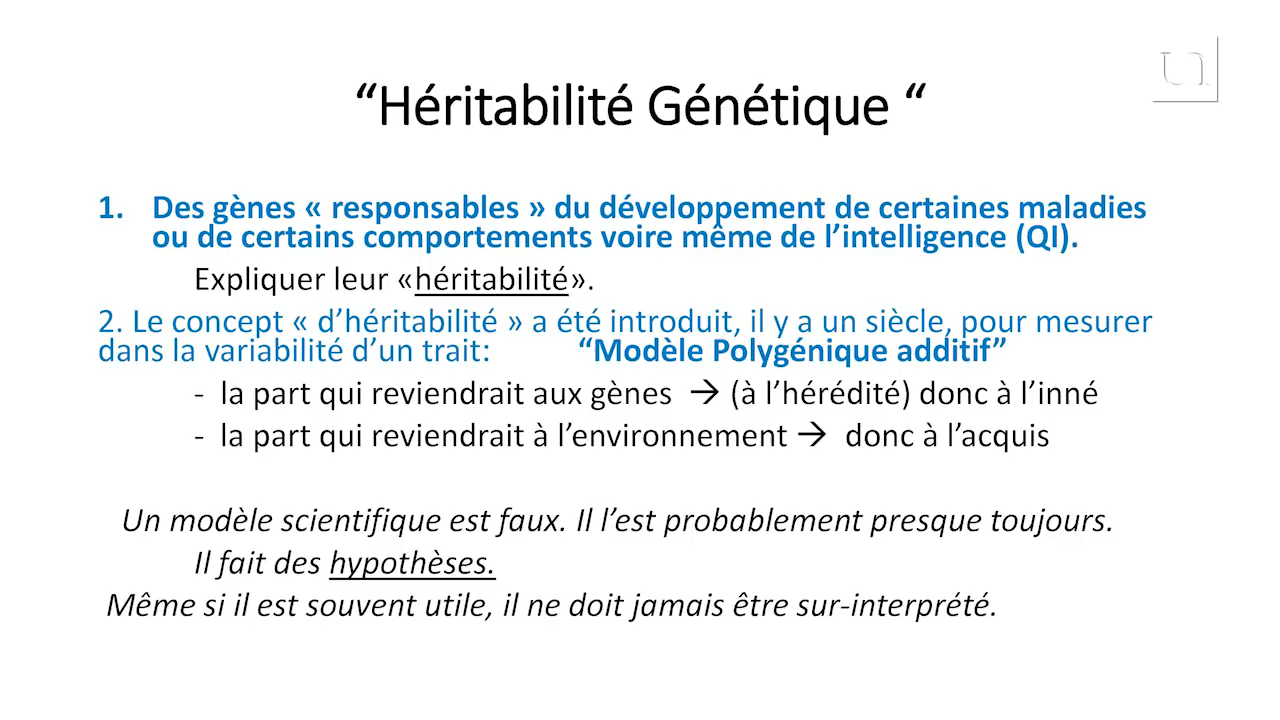 “Héritabilité Génétique “
1. Des gènes « responsables » du développement de certaines maladies
ou de certains comportements voire même de l’intelligence (QI).
Expliquer leur «héritabilité».
2. Le concept « d’héritabilité » a été introduit, il y a un siècle, pour mesurer
dans la variabilité d’un trait: “Modèle Polygénique additif”
- la part qui reviendrait aux gènes → (à l’hérédité) donc à l’inné
- la part qui reviendrait à l’environnement → donc à l’acquis
Un modèle scientifique est faux. Il l’est probablement presque toujours.
Il fait des hypothèses.
Même si il est souvent utile, il ne doit jamais être sur-interprété.